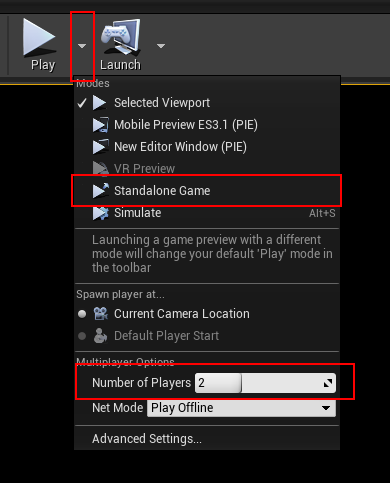 Play
Launch
Modes
Selected Viewport
Mobile Preview ES3.1 (PIE)
New Editor Window (PIE)
VR Preview
Standalone Game
Simulate Alt+S
Launching a game preview with a different
mode will change your default 'Play' mode in
the toolbar
Spawn player at...
Current Camera Location
Default Player Start
Multiplayer Options
Number of Players 2
Net Mode Play Offline
Advanced Settings...